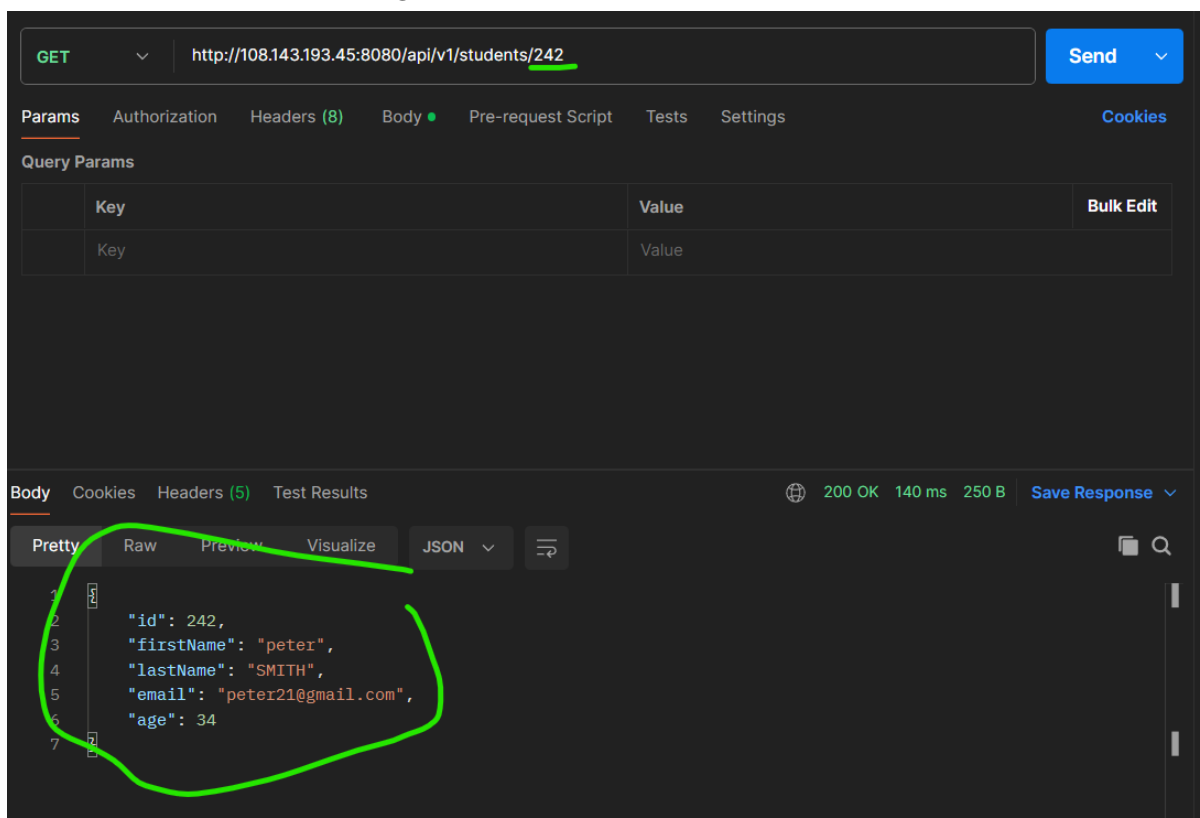 GET http://108.143.193.45:8080/api/v1/students/242 Send
Params Authorization Headers (8) Body Pre-request Script Tests Settings Cookies
Query Params
Key Value Bulk Edit
Key Value
Body Cookies Headers (5) Test Results 200 OK 140 ms 250 B Save Response
Pretty Raw Preview Visualize JSON
1 {
2 "id": 242,
3 "firstName": "peter",
4 "lastName": "SMITH",
5 "email": "peter21@gmail.com",
6 "age": 34
7 }